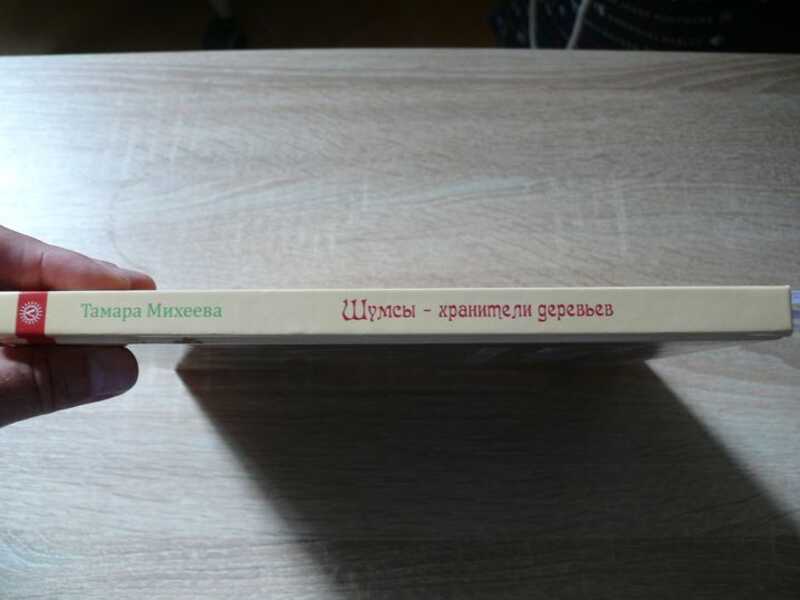 Тамара Михеева
Шумсы - хранители деревьев